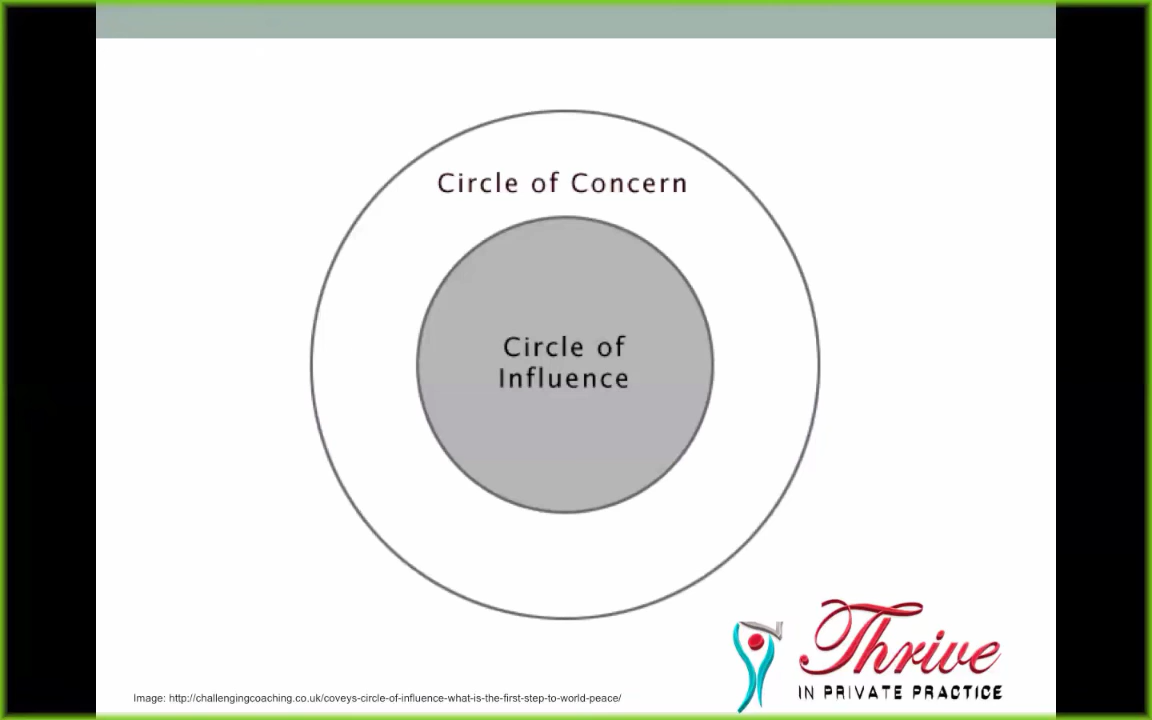 Circle of Concern
Circle of
Influence
Thrive
IN PRIVATE PRACTICE
Image: http://challengingcoaching.co.uk/coveys-circle-of-influence-what-is-the-first-step-to-world-peace/